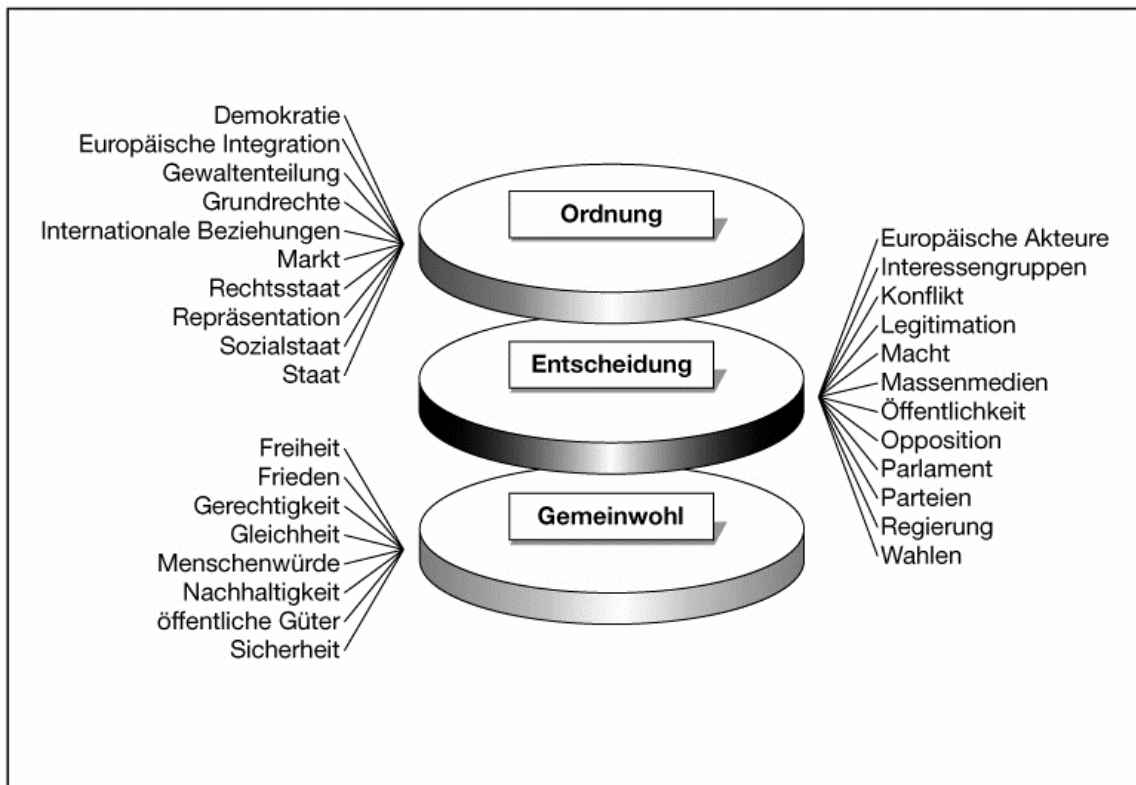 Demokratie
Europäische Integration
Gewaltenteilung
Grundrechte
Internationale Beziehungen
Markt
Rechtsstaat
Repräsentation
Sozialstaat
Staat
Ordnung
Entscheidung
Europäische Akteure
Interessengruppen
Konflikt
Legitimation
Macht
Massenmedien
Öffentlichkeit
Opposition
Parlament
Parteien
Regierung
Wahlen
Freiheit
Frieden
Gerechtigkeit
Gleichheit
Menschenwürde
Nachhaltigkeit
öffentliche Güter
Sicherheit
Gemeinwohl